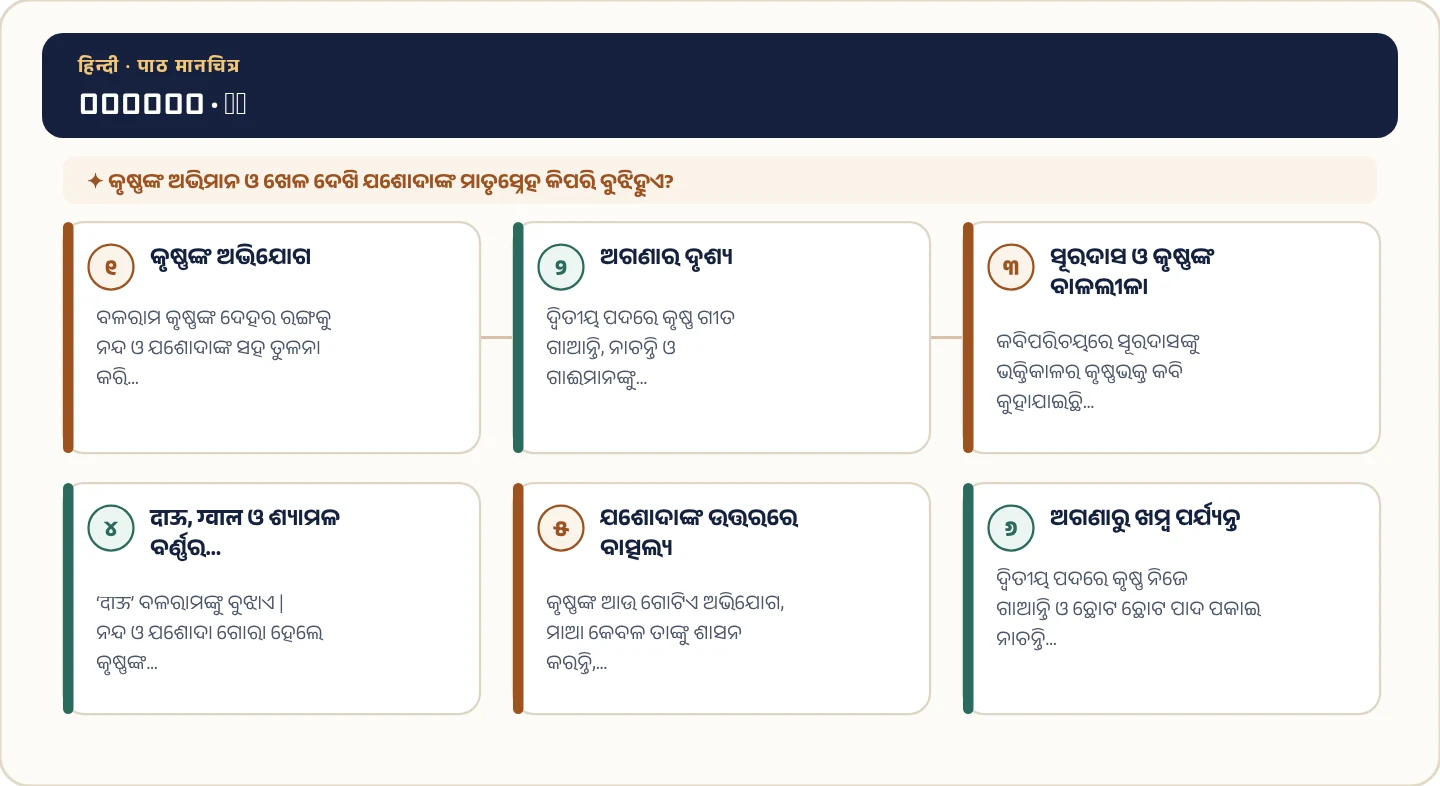 हिन्दी · पाठ मानचित्र
✦ କୃଷ୍ଣଙ୍କ ଅଭିମାନ ଓ ଖେଳ ଦେଖି ଯଶୋଦାଙ୍କ ମାତୃସ୍ନେହ କିପରି ବୁଝିହୁଏ?
୧
କୃଷ୍ଣଙ୍କ ଅଭିଯୋଗ
ବଳରାମ କୃଷ୍ଣଙ୍କ ଦେହର ରଙ୍ଗକୁ
ନନ୍ଦ ଓ ଯଶୋଦାଙ୍କ ସହ ତୁଳନା
କରି...
୨
ଅଗଣାର ଦୃଶ୍ୟ
ଦ୍ୱିତୀୟ ପଦରେ କୃଷ୍ଣ ଗୀତ
ଗାଆନ୍ତି, ନାଚନ୍ତି ଓ
ଗାଈମାନଙ୍କୁ...
୩
ସୂରଦାସ ଓ କୃଷ୍ଣଙ୍କ
ବାଳଲୀଳା
କବିପରିଚୟରେ ସୂରଦାସଙ୍କୁ
ଭକ୍ତିକାଳର କୃଷ୍ଣଭକ୍ତ କବି
କୁହାଯାଇଛି...
୪
दाऊ, ग्वाल ଓ ଶ୍ୟାମଳ
ବର୍ଣ୍ଣର...
‘दाऊ’ ବଳରାମଙ୍କୁ ବୁଝାଏ |
ନନ୍ଦ ଓ ଯଶୋଦା ଗୋରା ହେଲେ
କୃଷ୍ଣଙ୍କ...
୫
ଯଶୋଦାଙ୍କ ଉତ୍ତରରେ
ବାତ୍ସଲ୍ୟ
କୃଷ୍ଣଙ୍କ ଆଉ ଗୋଟିଏ ଅଭିଯୋଗ,
ମାଆ କେବଳ ତାଙ୍କୁ ଶାସନ
କରନ୍ତି,...
୬
ଅଗଣାରୁ ଖମ୍ବ ପର୍ଯ୍ୟନ୍ତ
ଦ୍ୱିତୀୟ ପଦରେ କୃଷ୍ଣ ନିଜେ
ଗାଆନ୍ତି ଓ ଛୋଟ ଛୋଟ ପାଦ ପକାଇ
ନାଚନ୍ତି...